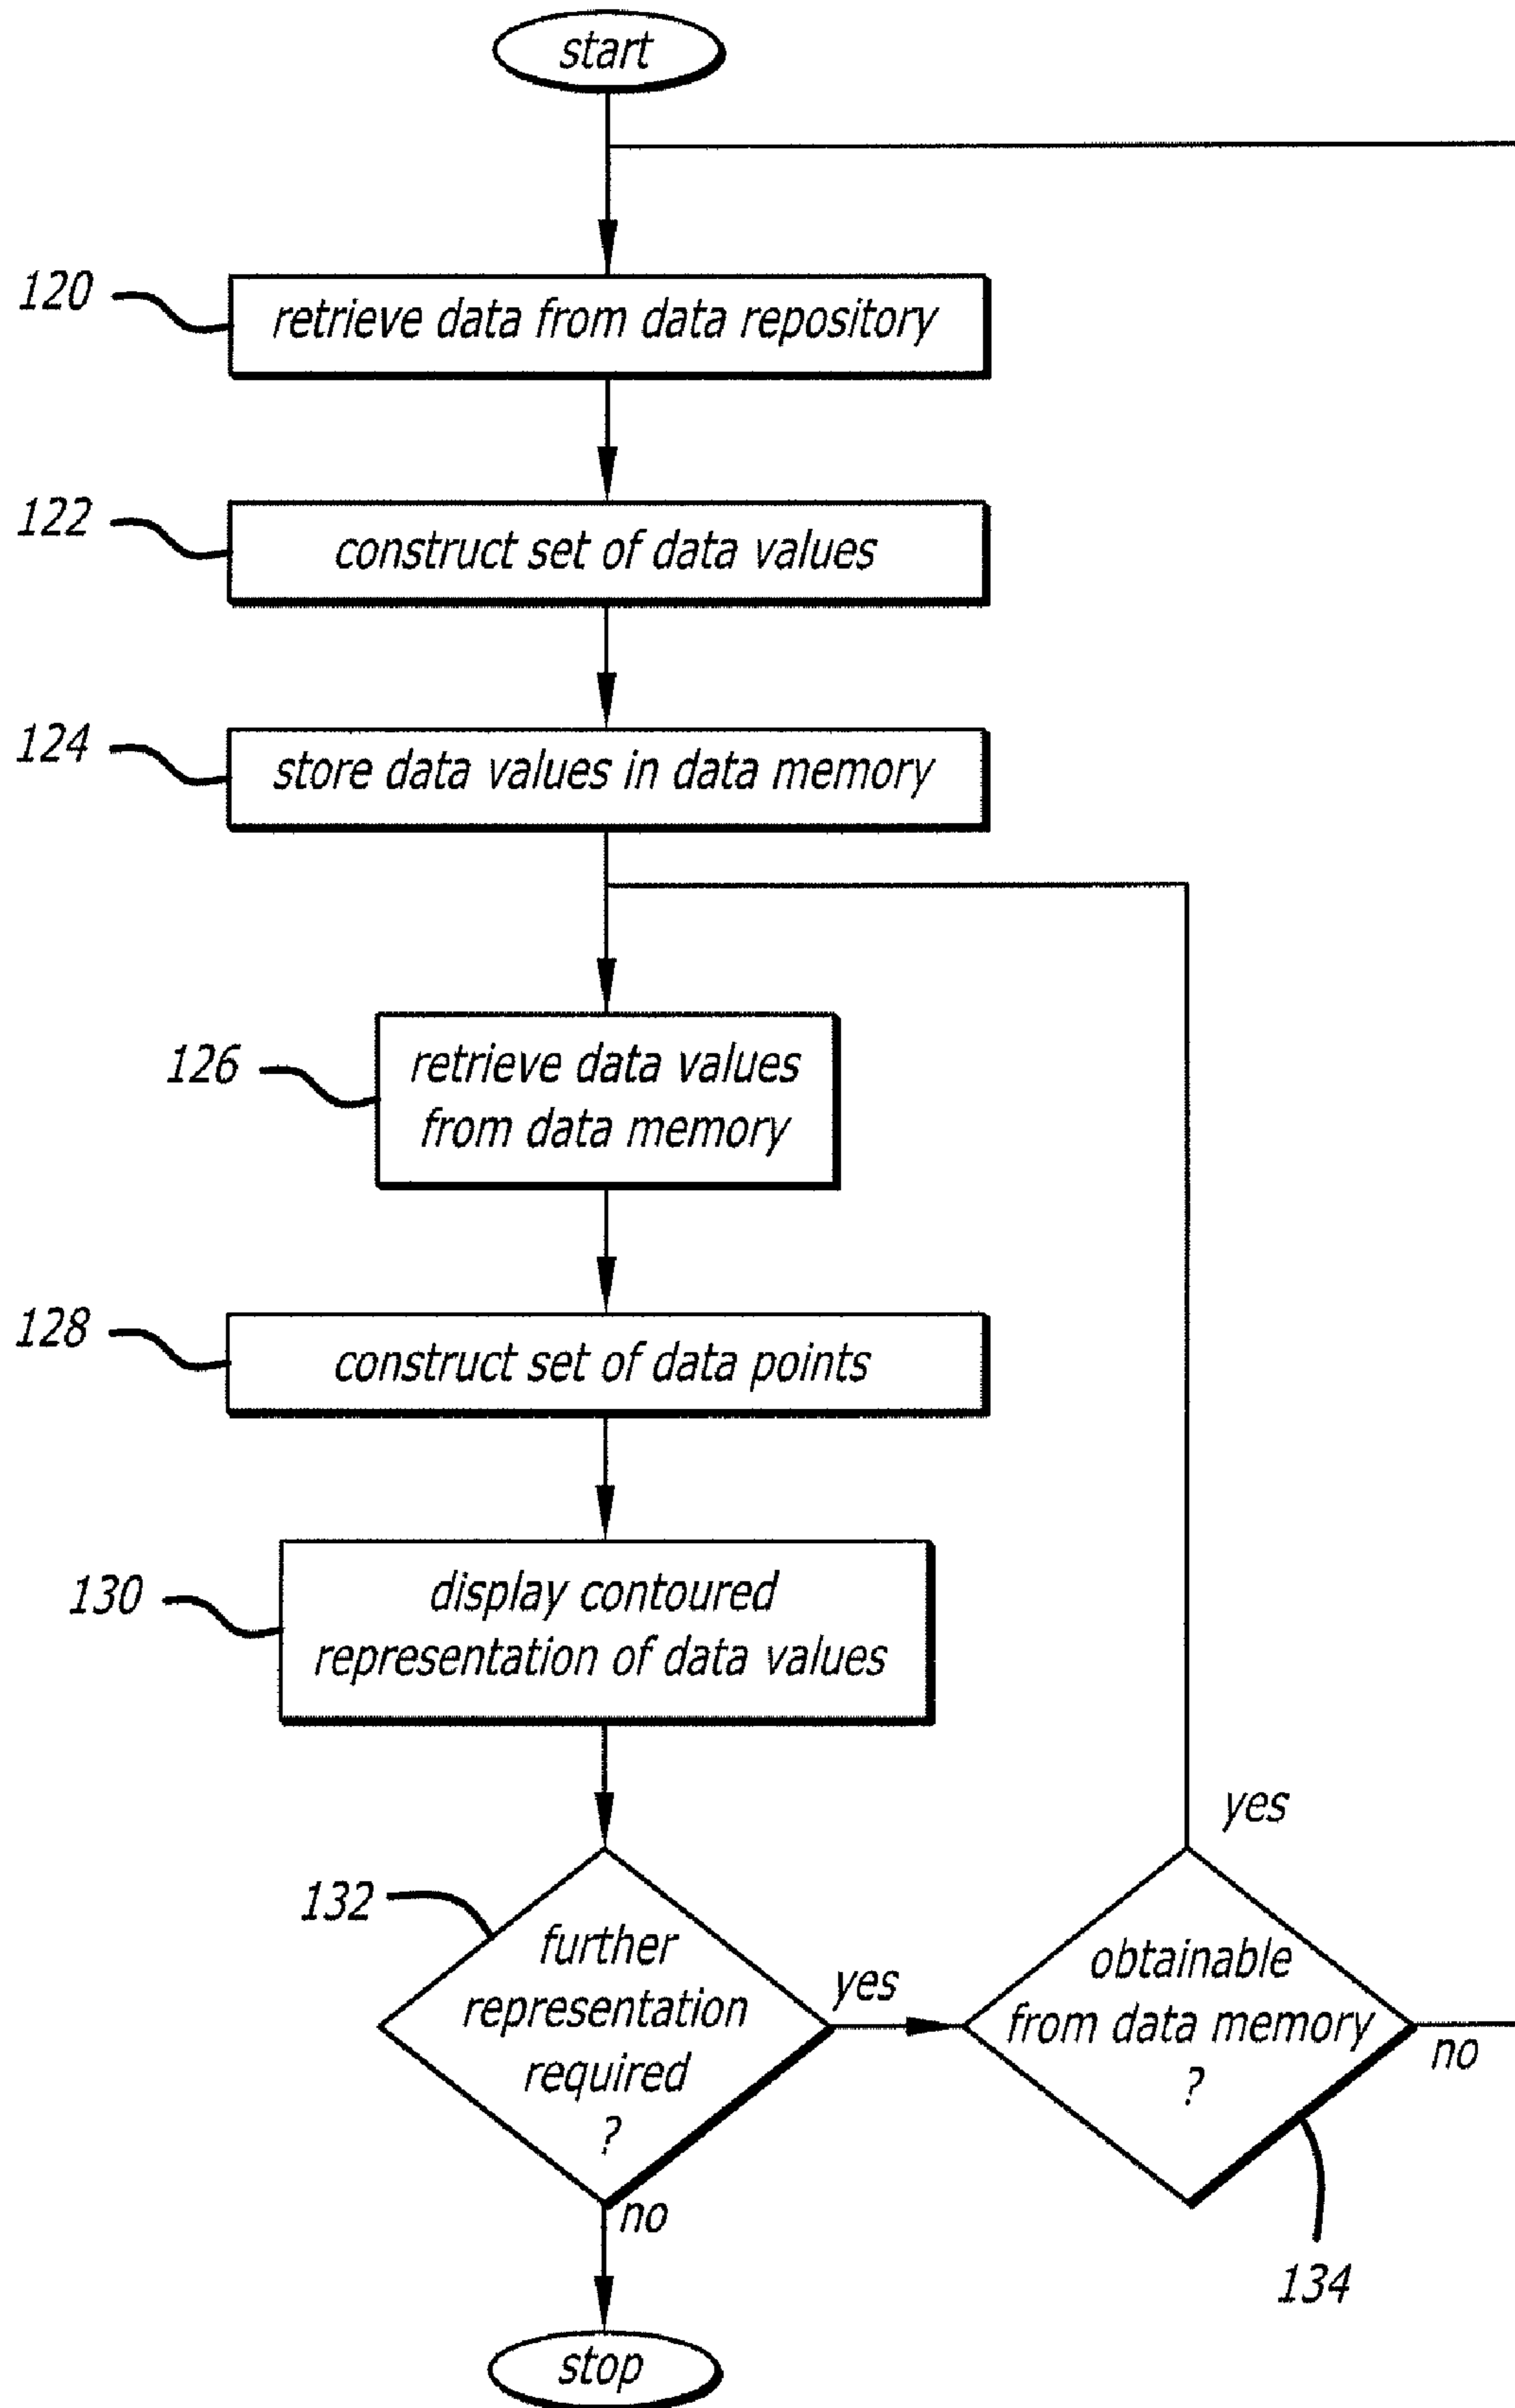 start
120
retrieve data from data repository
122
construct set of data values
124
store data values in data memory
126
retrieve data values
from data memory
128
construct set of data points
130
display contoured
representation of data values
132
further
representation
required
?
yes
no
yes
obtainable
from data memory
?
no
134
stop